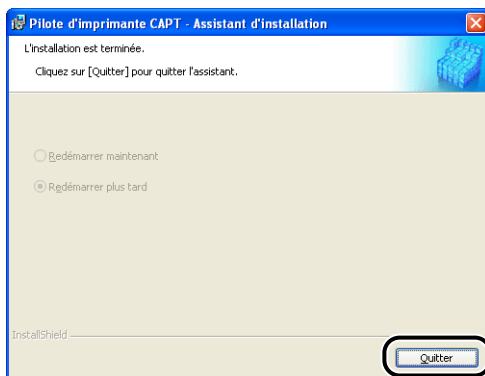 Pilote d'imprimante CAPT - Assistant d'installation
L'installation est terminée.
Cliquez sur [Quitter] pour quitter l'assistant.
Redémarrer maintenant
Redémarrer plus tard
InstallShield
Quitter